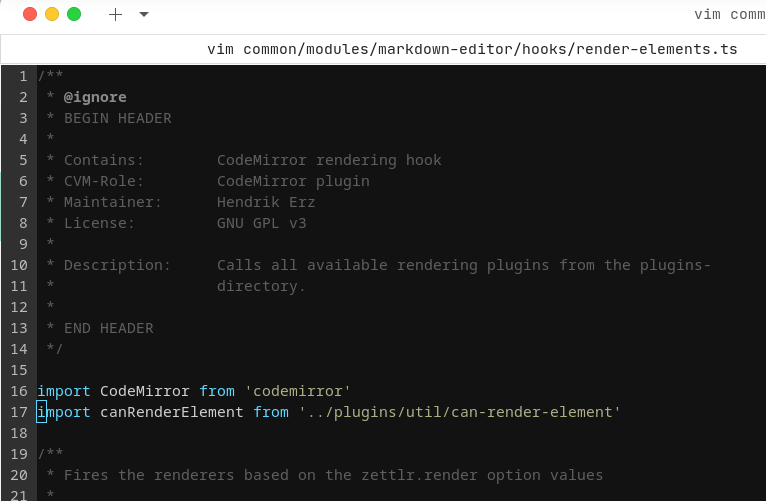 vim comm
vim common/modules/markdown-editor/hooks/render-elements.ts
1 /**
2  * @ignore
3  * BEGIN HEADER
4  *
5  * Contains:        CodeMirror rendering hook
6  * CVM-Role:        CodeMirror plugin
7  * Maintainer:      Hendrik Erz
8  * License:         GNU GPL v3
9  *
10  * Description:     Calls all available rendering plugins from the plugins-
11  *                  directory.
12  *
13  * END HEADER
14  */
15
16 import CodeMirror from 'codemirror'
17 import canRenderElement from '../plugins/util/can-render-element'
18
19 /**
20  * Fires the renderers based on the zettlr.render option values
21  *